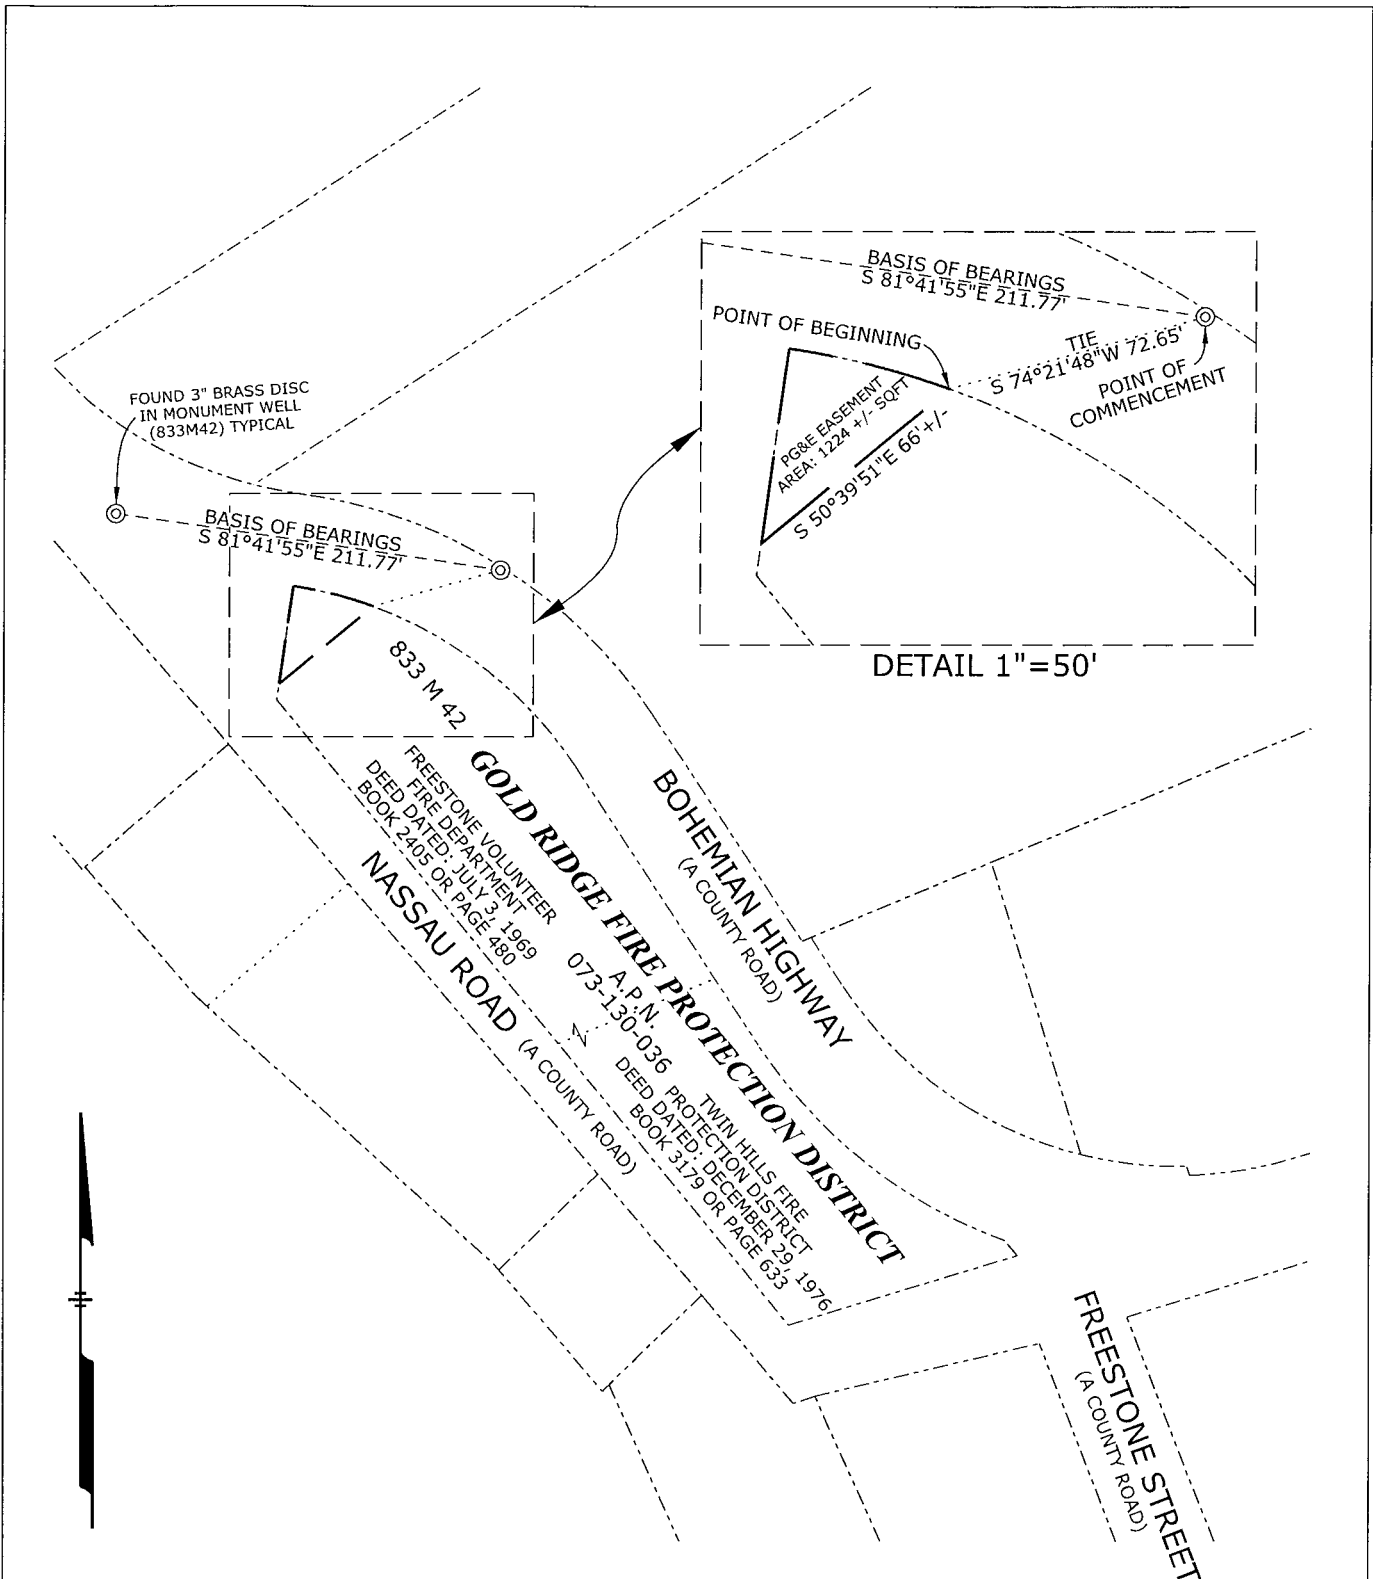 BASIS OF BEARINGS
S 81°41'55"E 211.77'
POINT OF BEGINNING
TIE
S 74°21'48"W 72.65'
POINT OF
COMMENCEMENT
PG&E EASEMENT
AREA: 1224 +/- SQFT
S 50°39'51"E 66'+/-
DETAIL 1"=50'
FOUND 3" BRASS DISC
IN MONUMENT WELL
(833M42) TYPICAL
BASIS OF BEARINGS
S 81°41'55"E 211.77'
833 M 42
GOLD RIDGE FIRE PROTECTION DISTRICT
FREESTONE VOLUNTEER
FIRE DEPARTMENT
DEED DATED: JULY 3, 1969
BOOK 2405 OR PAGE 480
BOHEMIAN HIGHWAY
(A COUNTY ROAD)
NASSAU ROAD (A COUNTY ROAD)
A.P.N.
073-130-036
TWIN HILLS FIRE
PROTECTION DISTRICT
DEED DATED: DECEMBER 29, 1976
BOOK 3179 OR PAGE 633
FREESTONE STREET
(A COUNTY ROAD)